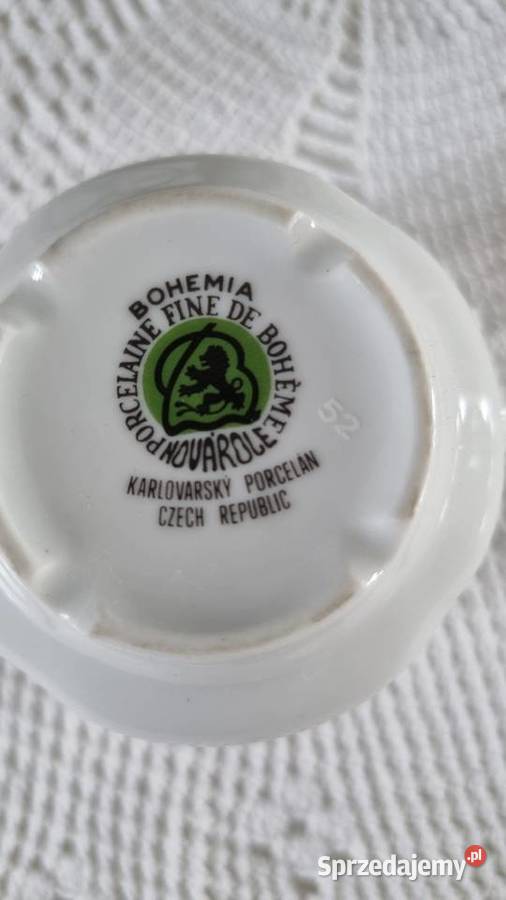 BOHEMIA
PORCELAINE FINE DE BOHÈME
NOVÁ ROLE
KARLOVARSKÝ PORCELÁN
CZECH REPUBLIC
52
Sprzedajemy.pl